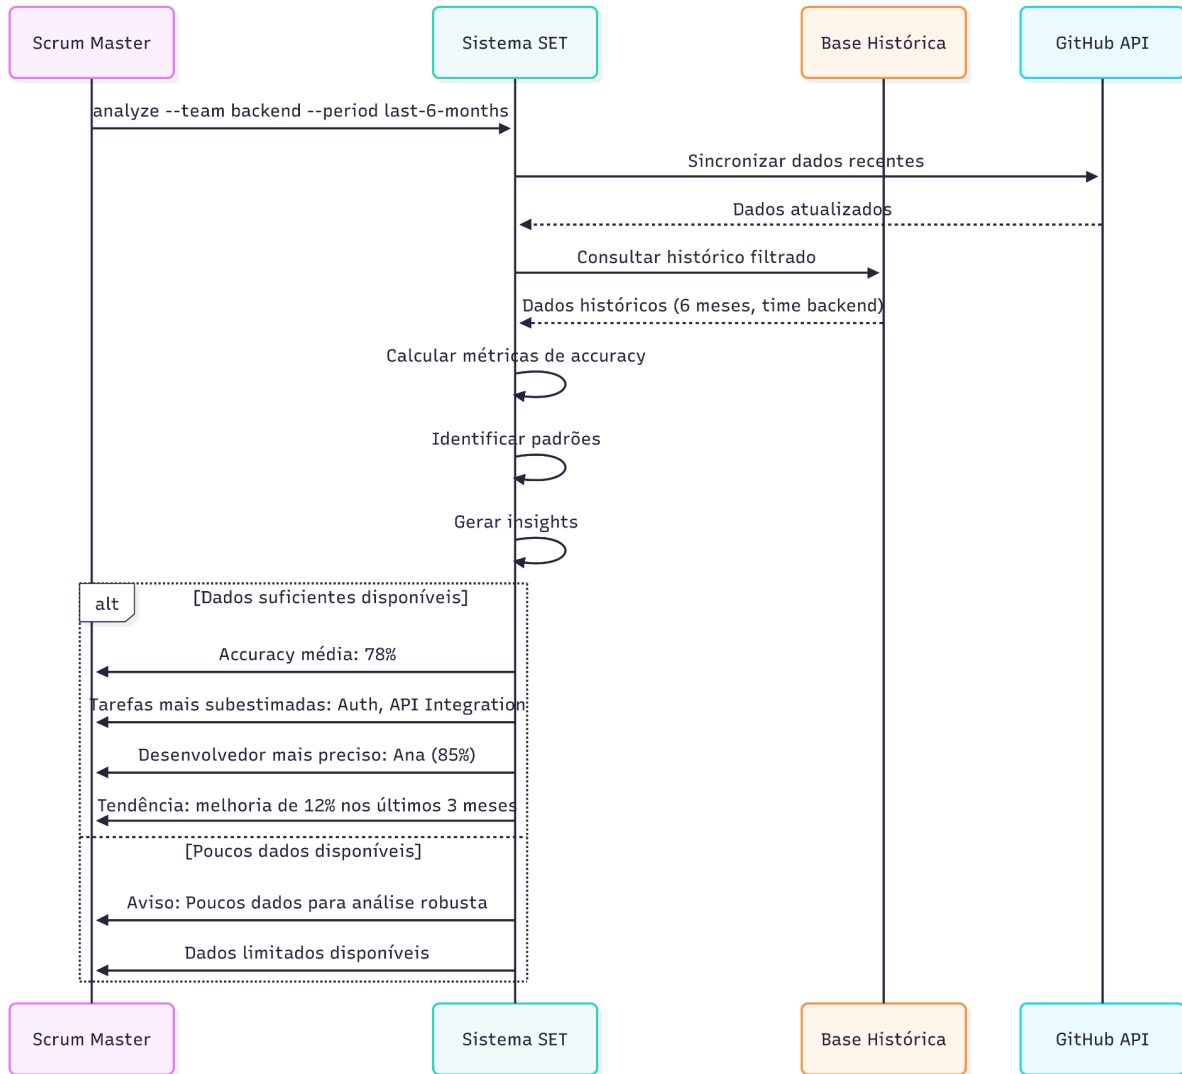 Scrum Master
Sistema SET
Base Histórica
GitHub API
analyze --team backend --period last-6-months
Sincronizar dados recentes
Dados atualizados
Consultar histórico filtrado
Dados históricos (6 meses, time backend)
Calcular métricas de accuracy
Identificar padrões
Gerar insights
alt
[Dados suficientes disponíveis]
Accuracy média: 78%
Tarefas mais subestimadas: Auth, API Integration
Desenvolvedor mais preciso: Ana (85%)
Tendência: melhoria de 12% nos últimos 3 meses
[Poucos dados disponíveis]
Aviso: Poucos dados para análise robusta
Dados limitados disponíveis
Scrum Master
Sistema SET
Base Histórica
GitHub API